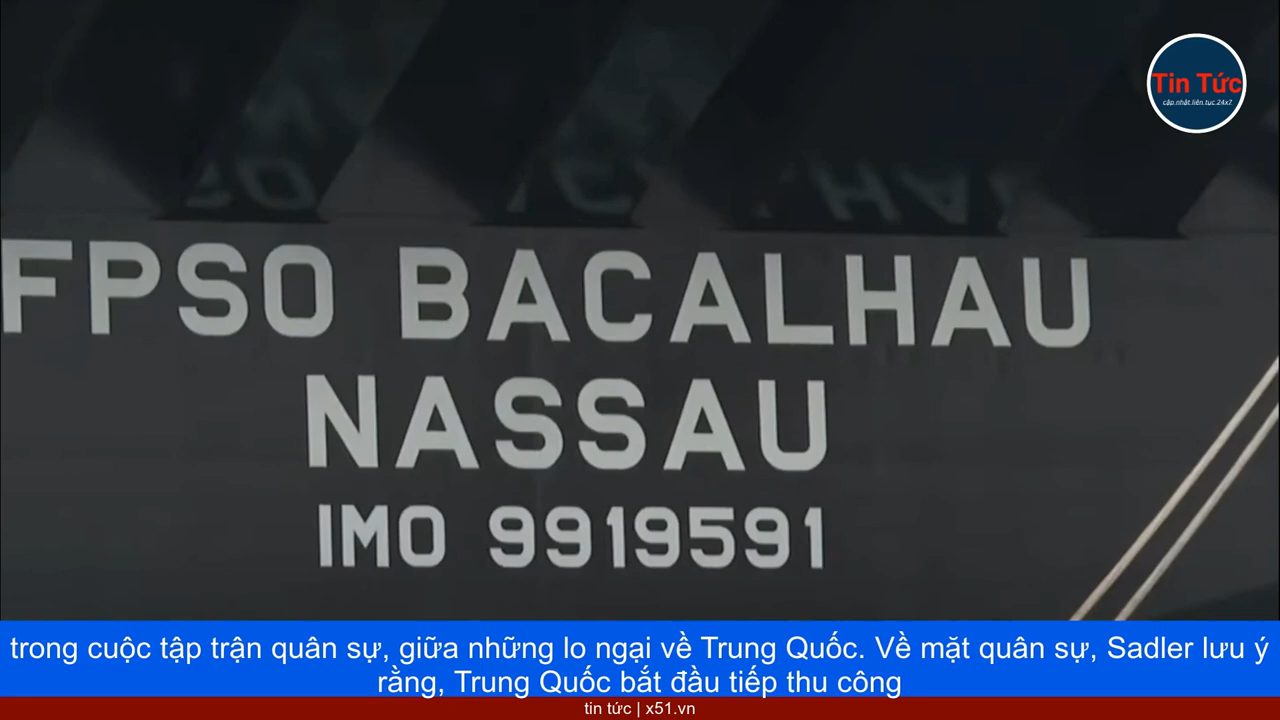 Tin Tức
cập.nhật.liên.tục.24x7
FPSO BACALHAU
NASSAU
IMO 9919591
trong cuộc tập trận quân sự, giữa những lo ngại về Trung Quốc. Về mặt quân sự, Sadler lưu ý
rằng, Trung Quốc bắt đầu tiếp thu công
tin tức | x51.vn